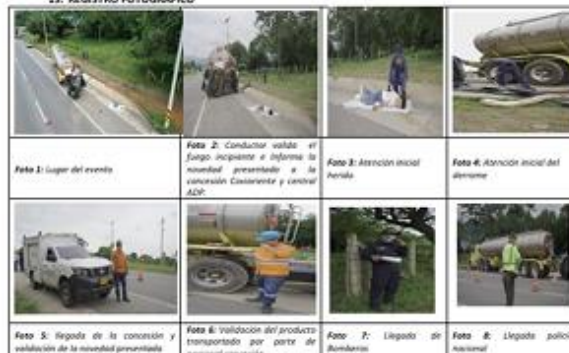 15. REGISTRO FOTOGRÁFICO
Foto 1: Lugar del evento
Foto 2: Conductor valida el
fuego incipiente e informa la
novedad presentada a la
concesión Covioriente y central
ADP.
Foto 3: Atención inicial
herida
Foto 4: Atención inicial del
derrame
Foto 5: llegada de la concesión y
validación de la novedad presentada
Foto 6: Validación del producto
transportado por parte de
Foto 7: Llegada de
Bomberos
Foto 8: Llegada policía
nacional